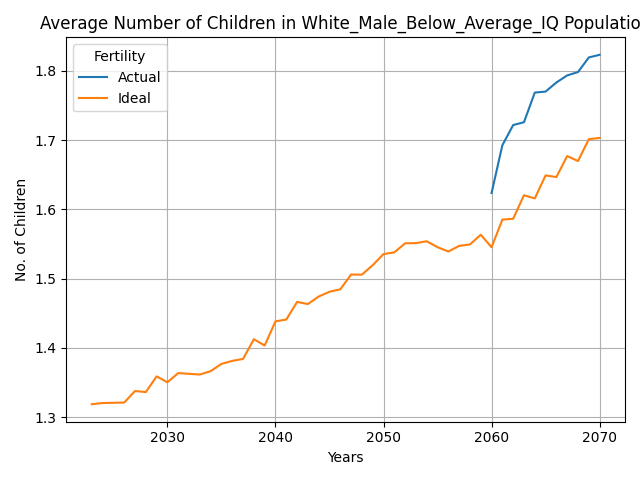 Average Number of Children in White_Male_Below_Average_IQ Populatio
Fertility
Actual
Ideal
1.8
1.7
1.6
1.5
1.4
1.3
No. of Children
2030 2040 2050 2060 2070
Years